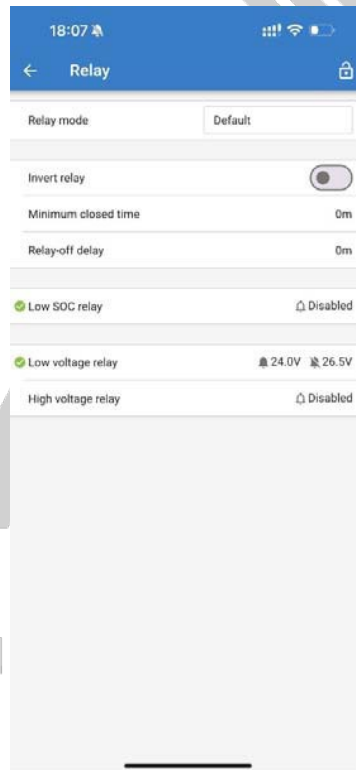 18:07
Relay
Relay mode Default
Invert relay
Minimum closed time 0m
Relay-off delay 0m
Low SOC relay Disabled
Low voltage relay 24.0V 26.5V
High voltage relay Disabled